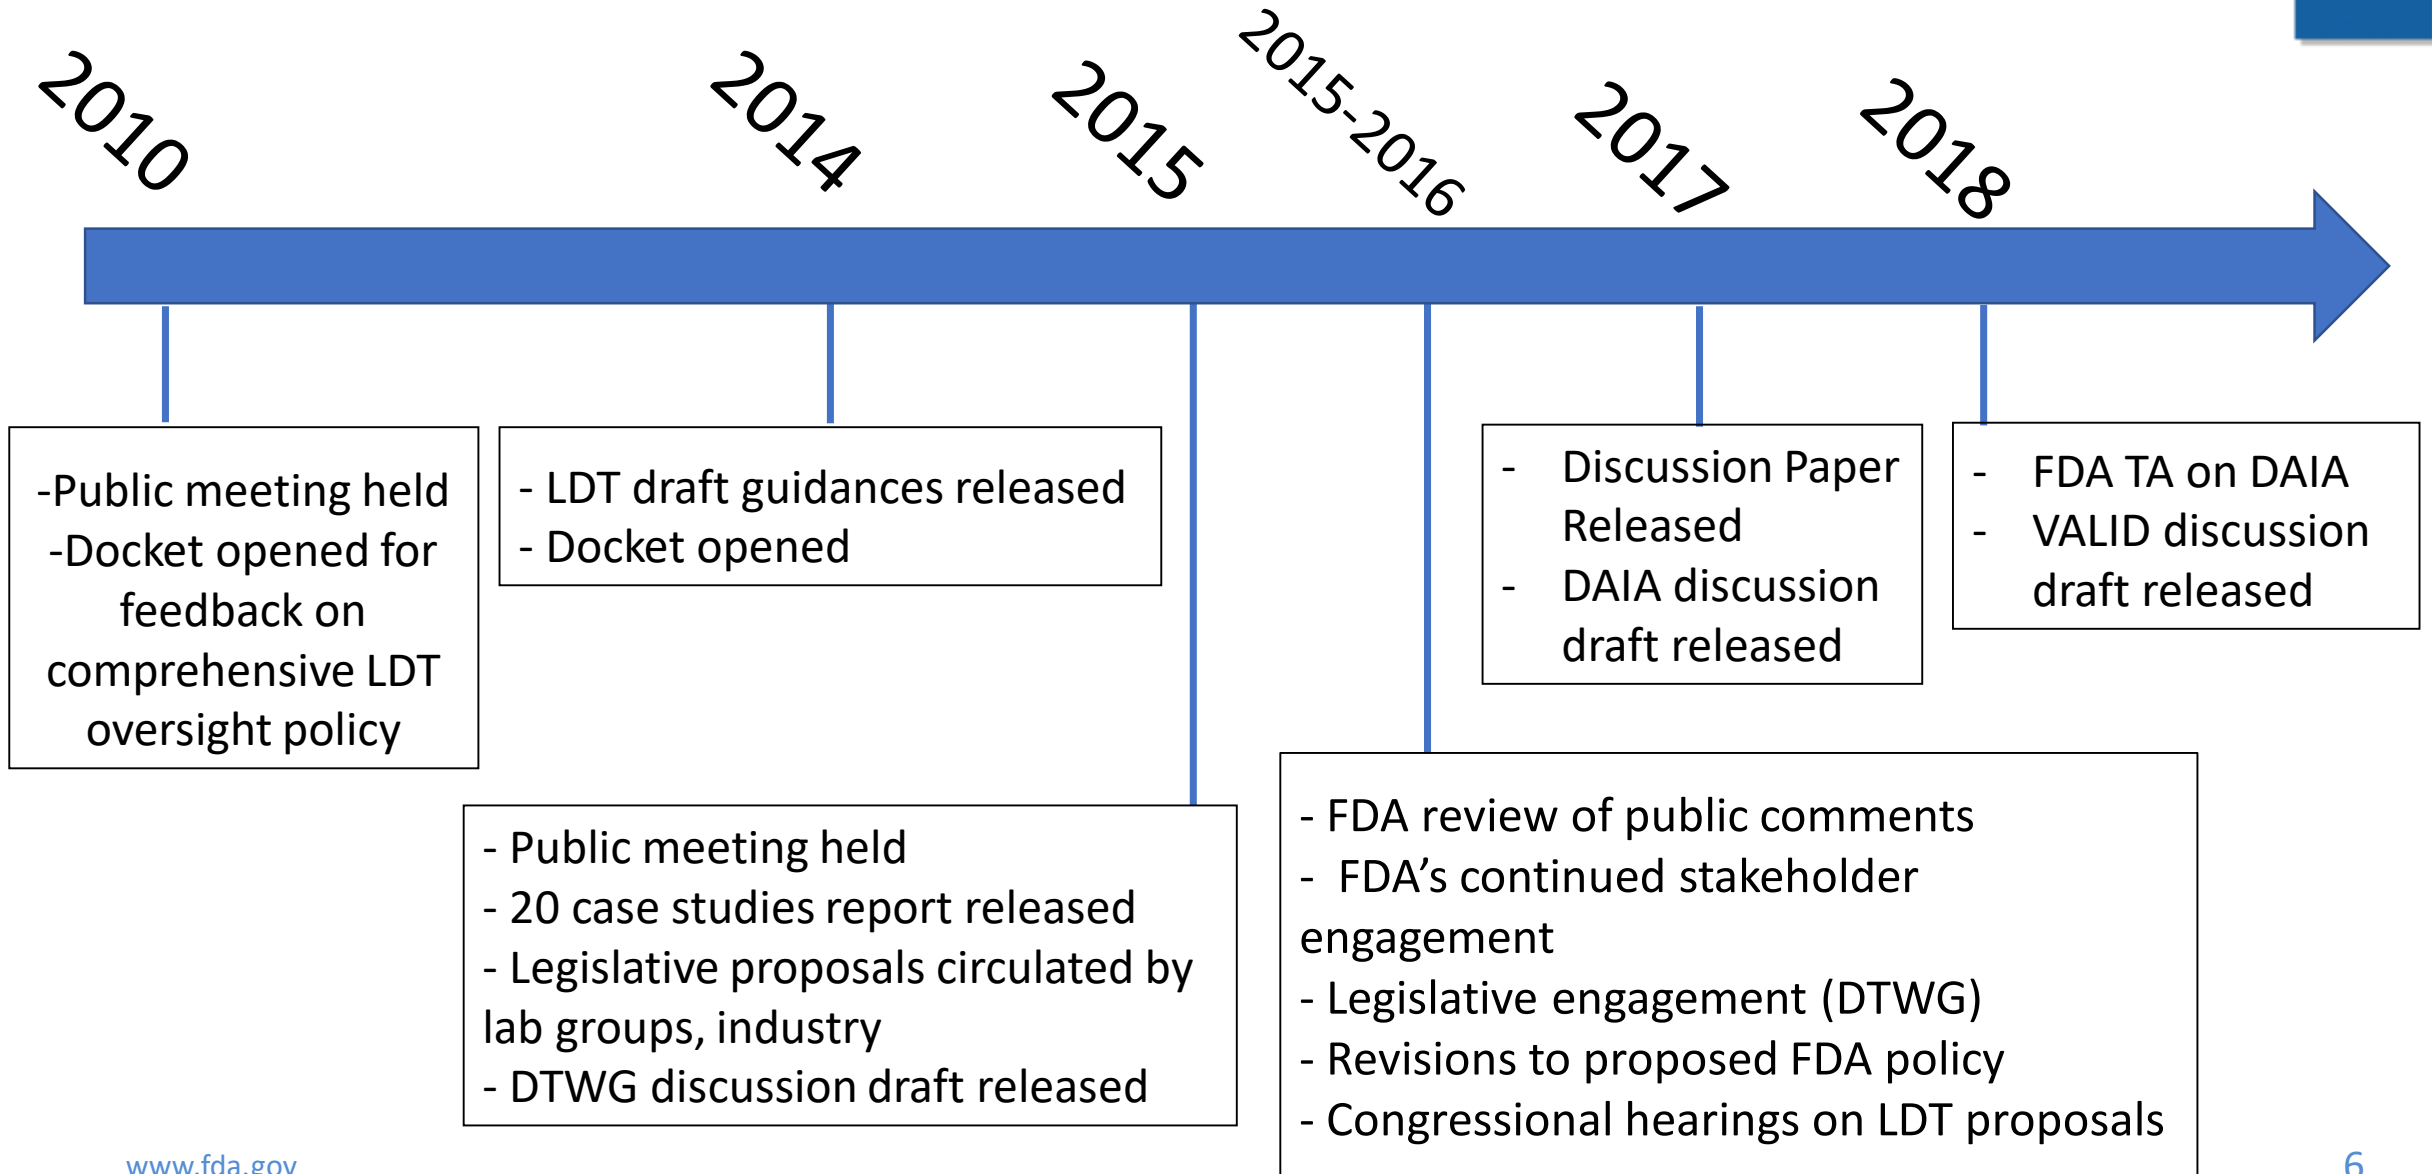 2010
2014
2015
2015-2016
2017
2018
-Public meeting held
-Docket opened for
feedback on
comprehensive LDT
oversight policy
- LDT draft guidances released
- Docket opened
- Public meeting held
- 20 case studies report released
- Legislative proposals circulated by
lab groups, industry
- DTWG discussion draft released
- FDA review of public comments
-  FDA’s continued stakeholder
engagement
- Legislative engagement (DTWG)
- Revisions to proposed FDA policy
- Congressional hearings on LDT proposals
- Discussion Paper
Released
- DAIA discussion
draft released
- FDA TA on DAIA
- VALID discussion
draft released
www.fda.gov
6